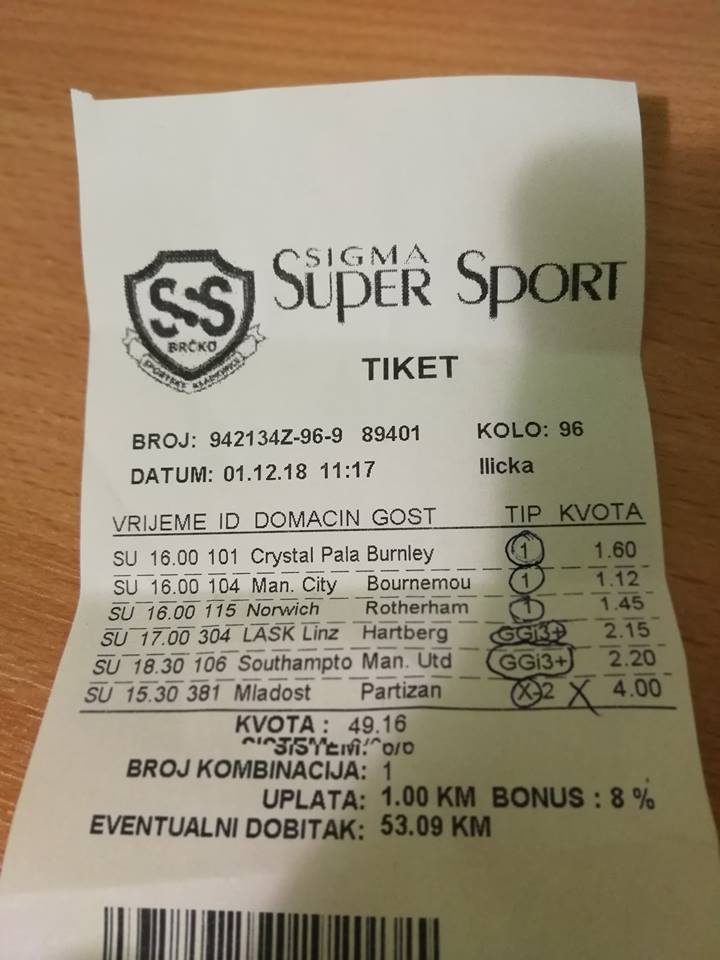 SSS
BRČKO
SPORTSKE KLADIONICE
SIGMA
SUPER SPORT
TIKET
BROJ: 942134Z-96-9 89401 KOLO: 96
DATUM: 01.12.18 11:17 Ilicka
VRIJEME ID DOMACIN GOST TIP KVOTA
SU 16.00 101 Crystal Pala Burnley 1 1.60
SU 16.00 104 Man. City Bournemou 1 1.12
SU 16.00 115 Norwich Rotherham 1 1.45
SU 17.00 304 LASK Linz Hartberg GGi3+ 2.15
SU 18.30 106 Southampto Man. Utd GGi3+ 2.20
SU 15.30 381 Mladost Partizan X-2 X 4.00
KVOTA : 49.16
SISTEM: 6/6
BROJ KOMBINACIJA: 1
UPLATA: 1.00 KM BONUS : 8 %
EVENTUALNI DOBITAK: 53.09 KM